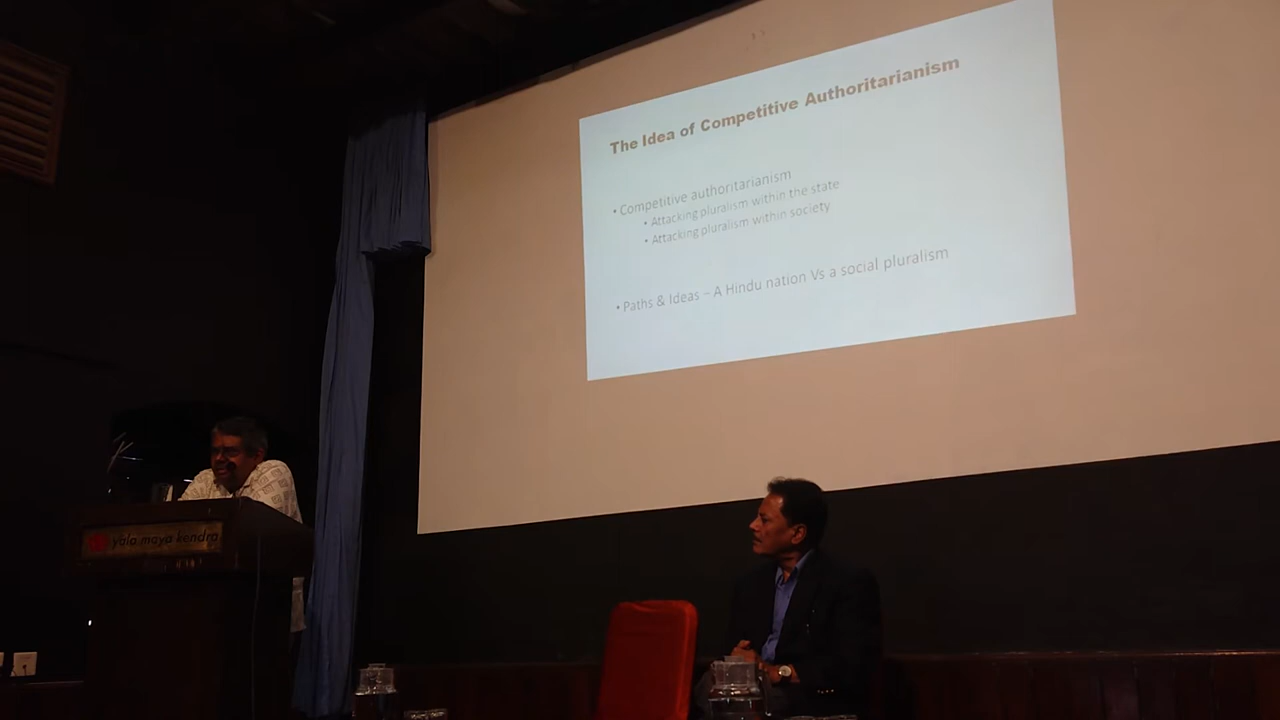 The Idea of Competitive Authoritarianism
• Competitive authoritarianism
• Attacking pluralism within the state
• Attacking pluralism within society
• Paths & Ideas – A Hindu nation Vs a social pluralism
yala maya kendra